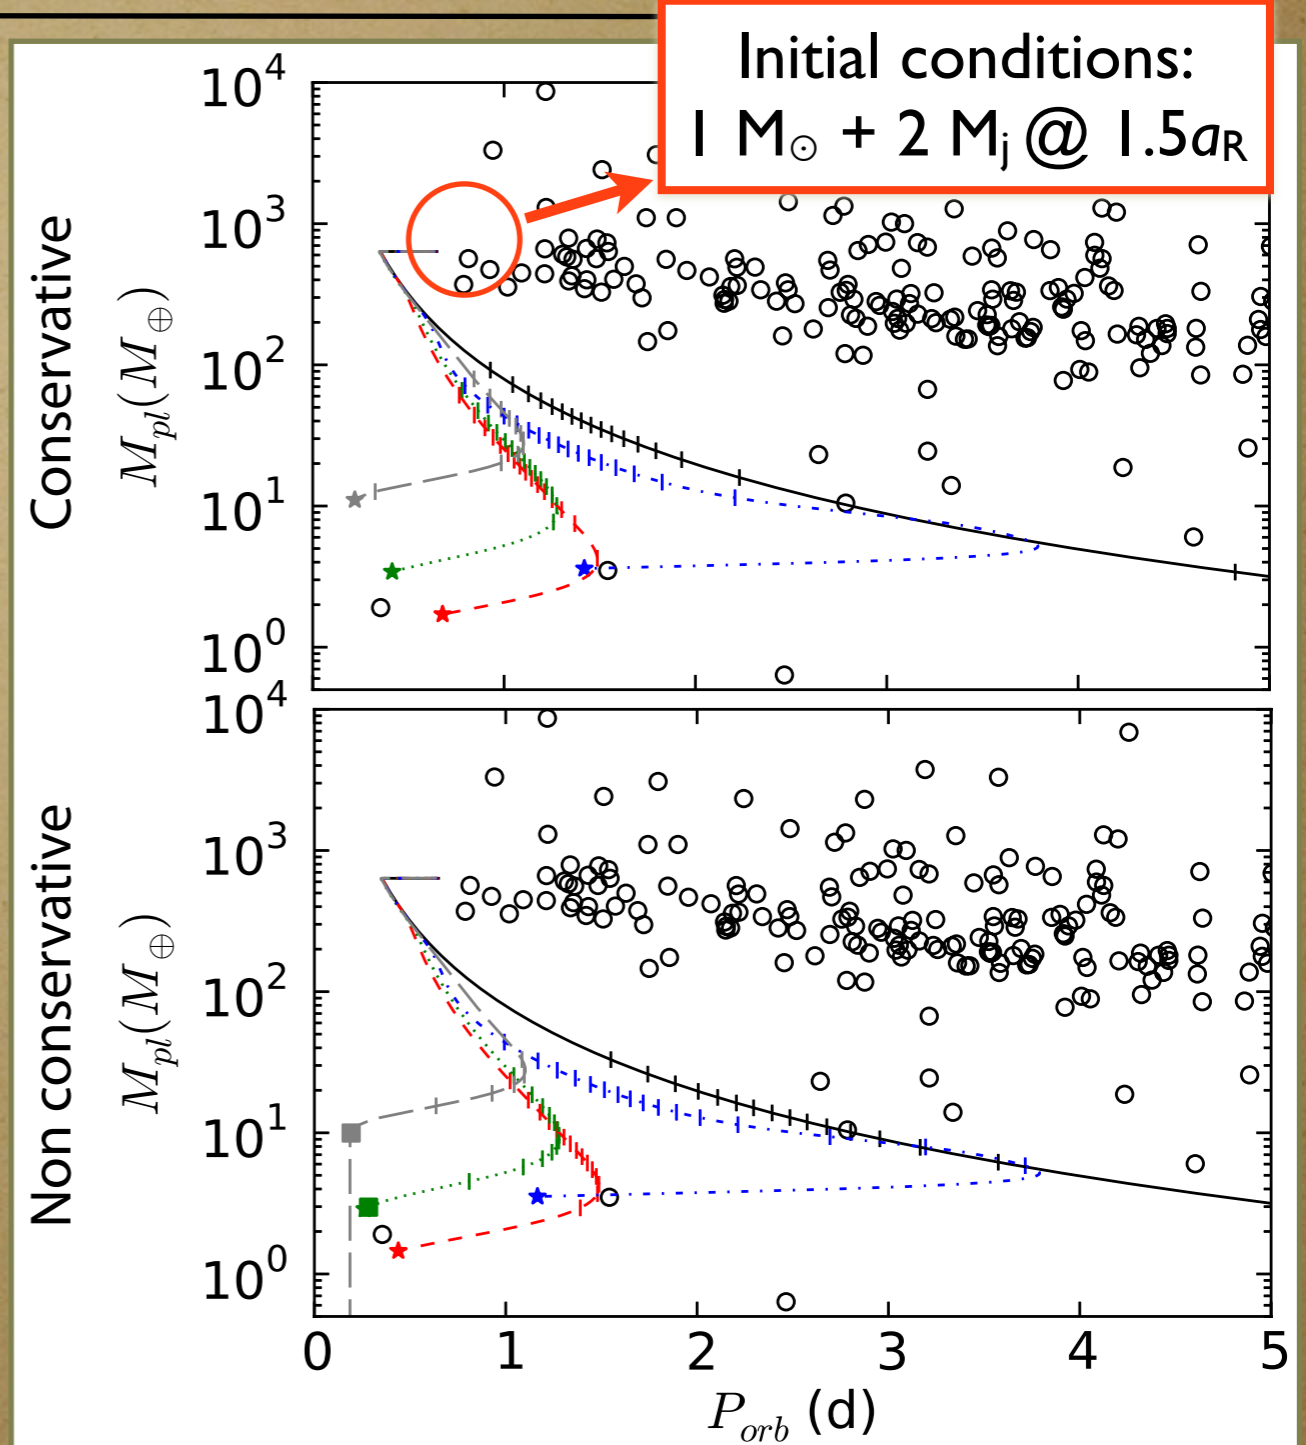 Initial conditions:
1 M☉ + 2 Mj @ 1.5aR
Conservative
Mpl(M⊕)
10^4
10^3
10^2
10^1
10^0
Non conservative
Mpl(M⊕)
10^4
10^3
10^2
10^1
10^0
0 1 2 3 4 5
Porb (d)